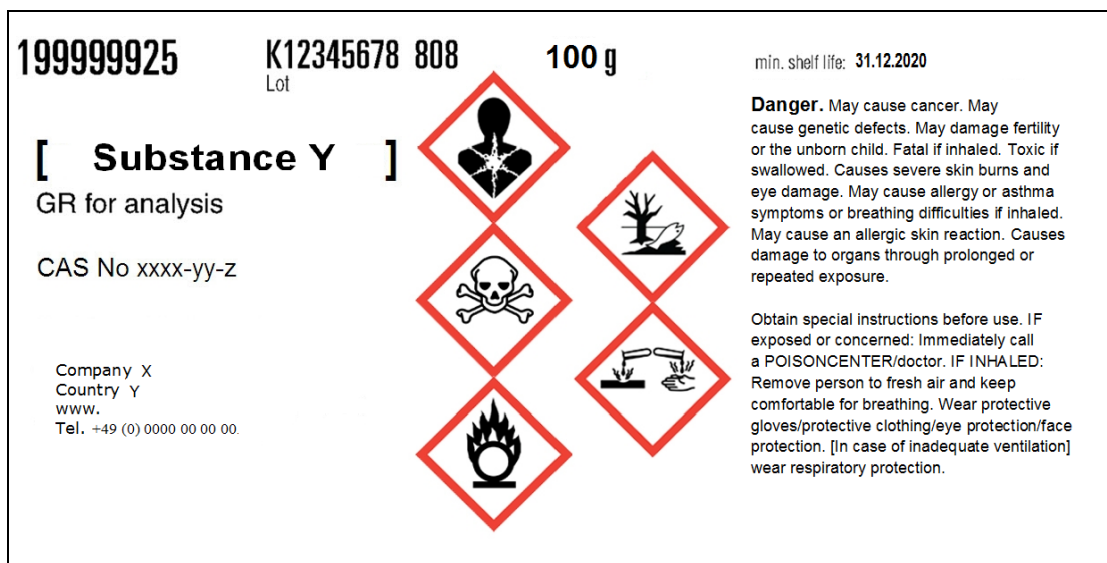 199999925
K12345678 808
Lot
100 g
min. shelf life: 31.12.2020
[ Substance Y ]
GR for analysis
CAS No xxxx-yy-z
Company X
Country Y
www.
Tel. +49 (0) 0000 00 00 00.
Danger. May cause cancer. May
cause genetic defects. May damage fertility
or the unborn child. Fatal if inhaled. Toxic if
swallowed. Causes severe skin burns and
eye damage. May cause allergy or asthma
symptoms or breathing difficulties if inhaled.
May cause an allergic skin reaction. Causes
damage to organs through prolonged or
repeated exposure.
Obtain special instructions before use. IF
exposed or concerned: Immediately call
a POISONCENTER/doctor. IF INHALED:
Remove person to fresh air and keep
comfortable for breathing. Wear protective
gloves/protective clothing/eye protection/face
protection. [In case of inadequate ventilation]
wear respiratory protection.